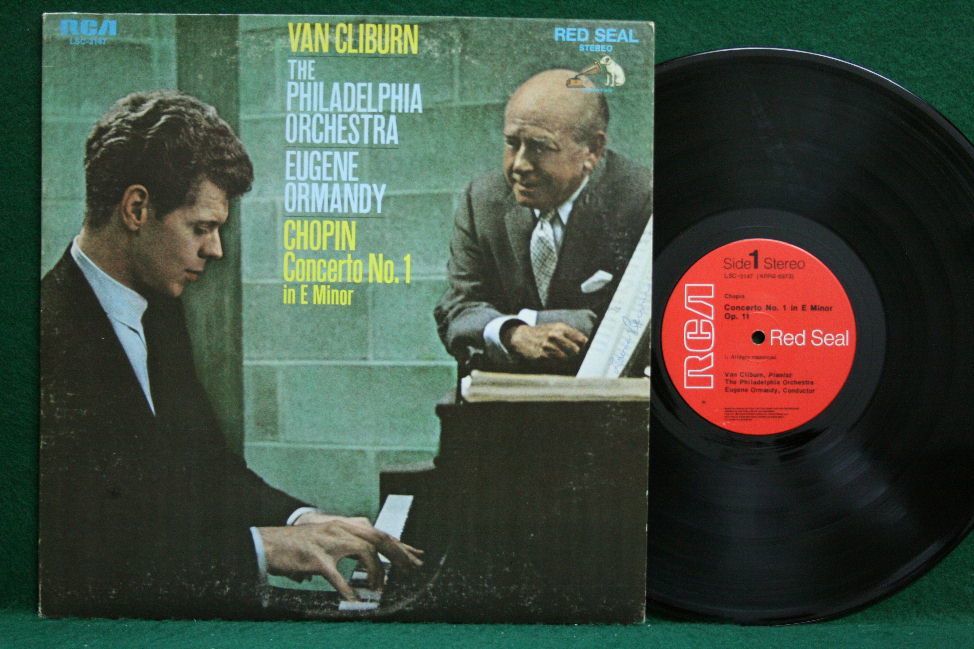 RCA
LSC-3147
VAN CLIBURN
THE
PHILADELPHIA
ORCHESTRA
EUGENE
ORMANDY
CHOPIN
Concerto No. 1
in E Minor
RED SEAL
STEREO
Side 1 Stereo
LSC-3147
Chopin
Concerto No. 1 in E Minor
Op. 11
RCA
Red Seal
Van Cliburn, Pianist
The Philadelphia Orchestra
Eugene Ormandy, Conductor